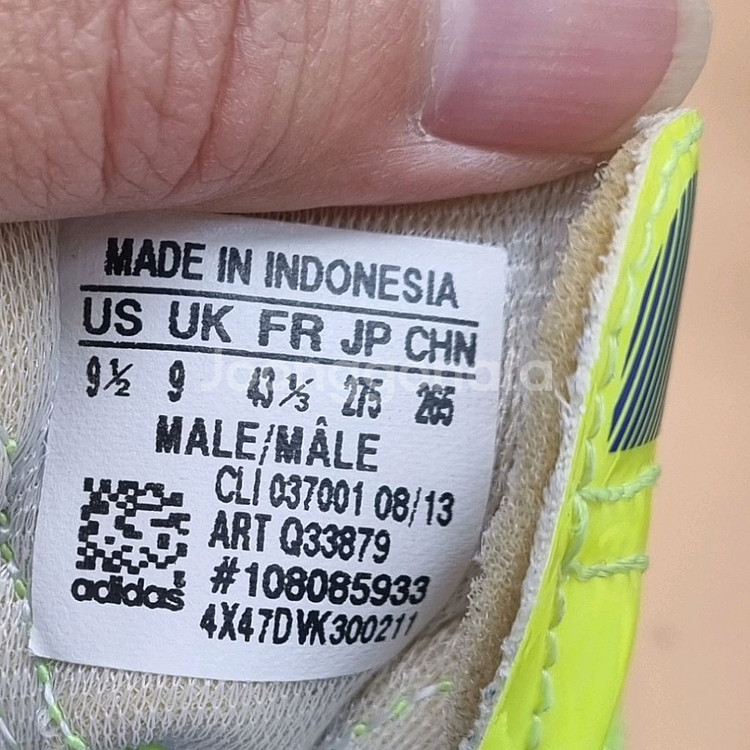 MADE IN INDONESIA
US UK FR JP CHN
9½ 9 43⅓ 275 265
MALE/MÂLE
CLI 037001 08/13
ART Q33879
#108085933
adidas
4X47DVK300211
Joonggonara